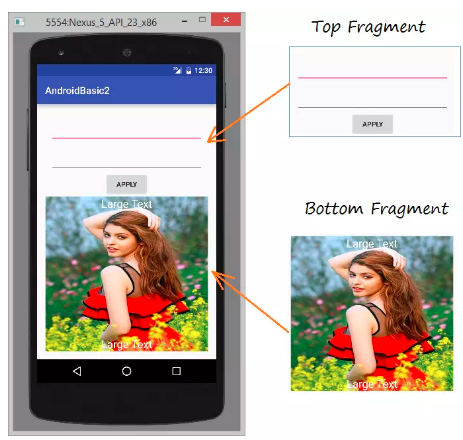 5554:Nexus_5_API_23_x86
12:30
AndroidBasic2
APPLY
Large Text
Large Text
Top Fragment
APPLY
Bottom Fragment
Large Text
Large Text